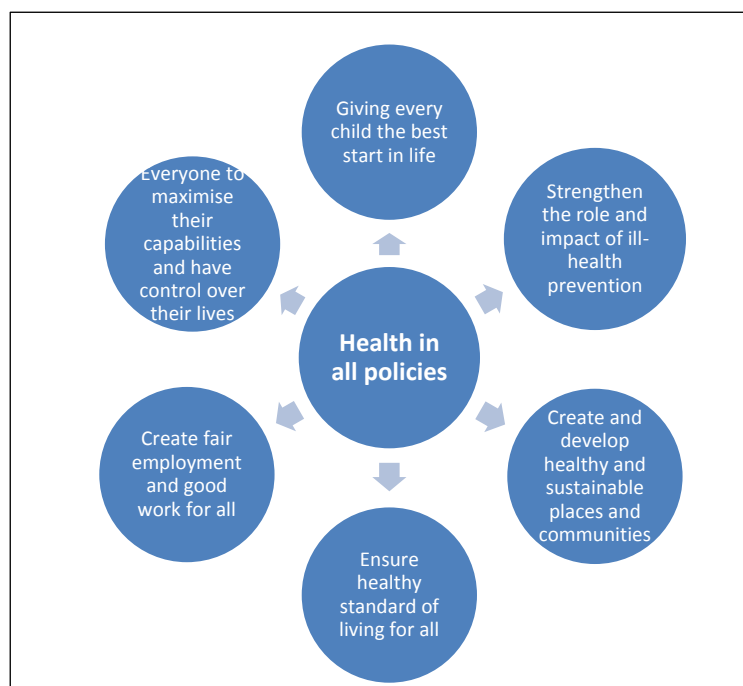 Giving every
child the best
start in life
Strengthen
the role and
impact of ill-
health
prevention
Create and
develop
healthy and
sustainable
places and
communities
Ensure
healthy
standard of
living for all
Create fair
employment
and good
work for all
Everyone to
maximise
their
capabilities
and have
control over
their lives
Health in
all policies